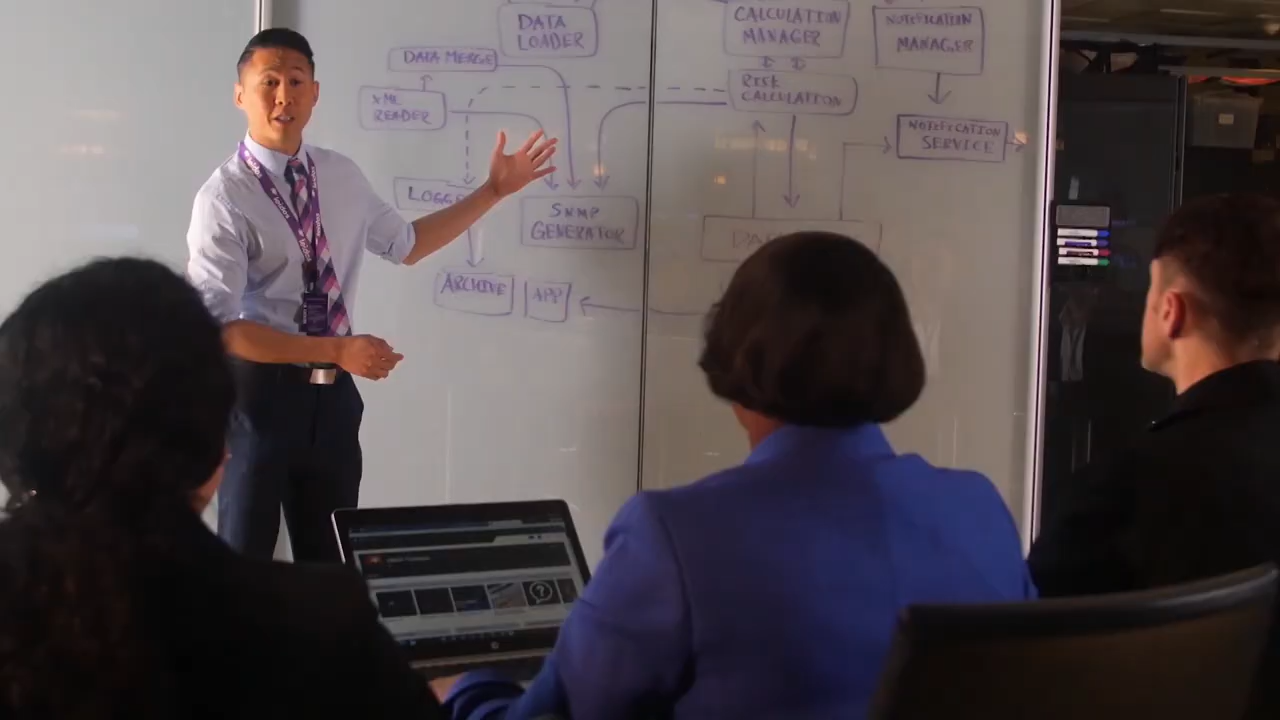 DATA
LOADER
CALCULATION
MANAGER
NOTIFICATION
MANAGER
DATA MERGE
XML
READER
RISK
CALCULATION
NOTIFICATION
SERVICE
SNMP
GENERATOR
ARCHIVE
APP